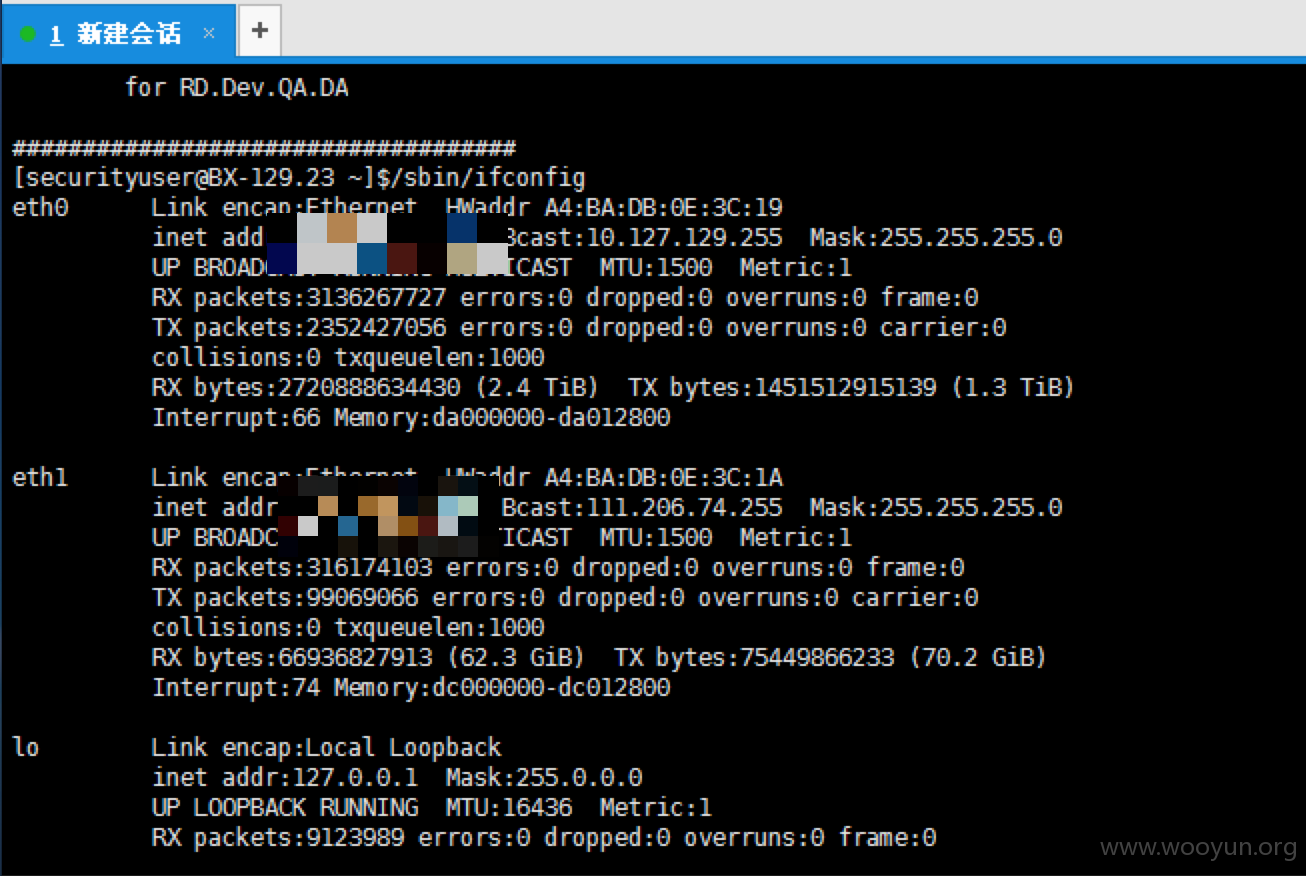 1 新建会话 × +
for RD.Dev.QA.DA
####################################
[securityuser@BX-129.23 ~]$/sbin/ifconfig
eth0 Link encap:Ethernet HWaddr A4:BA:DB:0E:3C:19
inet add Bcast:10.127.129.255 Mask:255.255.255.0
UP BROADCAST RUNNING MULTICAST MTU:1500 Metric:1
RX packets:3136267727 errors:0 dropped:0 overruns:0 frame:0
TX packets:2352427056 errors:0 dropped:0 overruns:0 carrier:0
collisions:0 txqueuelen:1000
RX bytes:2720888634430 (2.4 TiB) TX bytes:1451512915139 (1.3 TiB)
Interrupt:66 Memory:da000000-da012800
eth1 Link encap:Ethernet HWaddr A4:BA:DB:0E:3C:1A
inet addr Bcast:111.206.74.255 Mask:255.255.255.0
UP BROADC TICAST MTU:1500 Metric:1
RX packets:316174103 errors:0 dropped:0 overruns:0 frame:0
TX packets:99069066 errors:0 dropped:0 overruns:0 carrier:0
collisions:0 txqueuelen:1000
RX bytes:66936827913 (62.3 GiB) TX bytes:75449866233 (70.2 GiB)
Interrupt:74 Memory:dc000000-dc012800
lo Link encap:Local Loopback
inet addr:127.0.0.1 Mask:255.0.0.0
UP LOOPBACK RUNNING MTU:16436 Metric:1
RX packets:9123989 errors:0 dropped:0 overruns:0 frame:0
www.wooyun.org